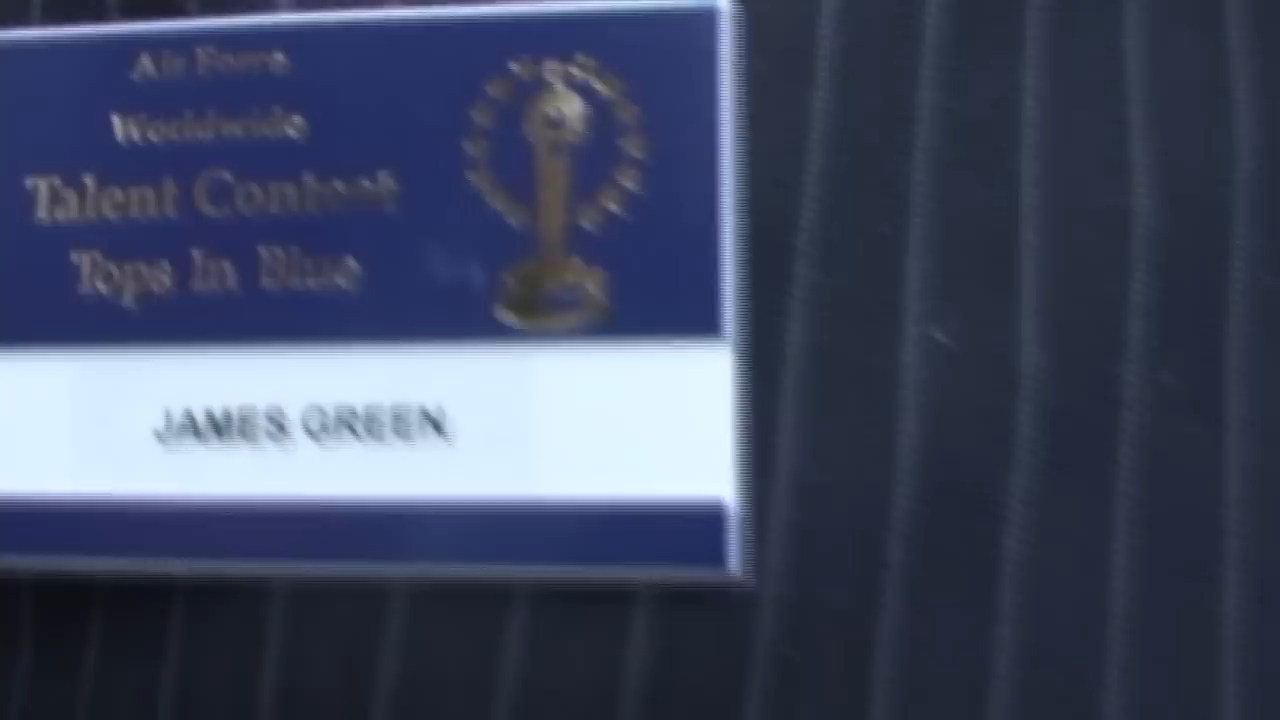 Air Force
Worldwide
Talent Contest
Tops In Blue
JAMES GREEN